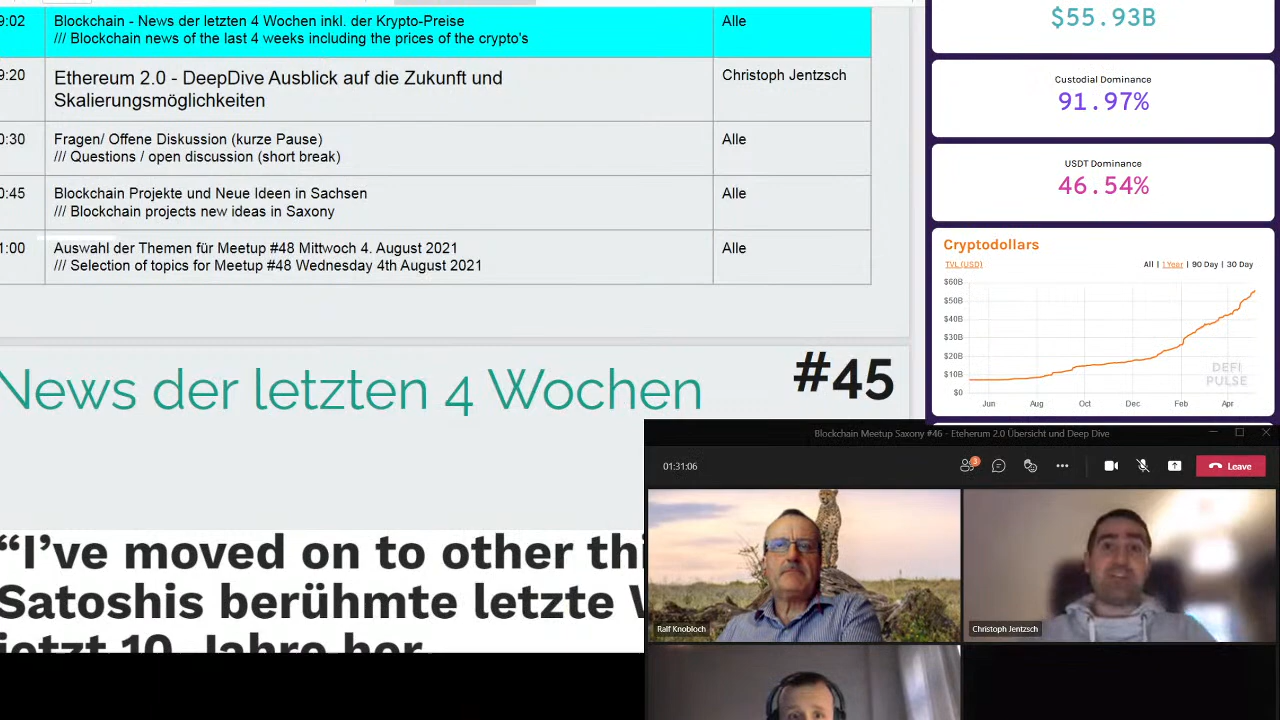 9:02
Blockchain - News der letzten 4 Wochen inkl. der Krypto-Preise
/// Blockchain news of the last 4 weeks including the prices of the crypto's
Alle
9:20
Ethereum 2.0 - DeepDive Ausblick auf die Zukunft und
Skalierungsmöglichkeiten
Christoph Jentzsch
0:30
Fragen/ Offene Diskussion (kurze Pause)
/// Questions / open discussion (short break)
Alle
0:45
Blockchain Projekte und Neue Ideen in Sachsen
/// Blockchain projects new ideas in Saxony
Alle
1:00
Auswahl der Themen für Meetup #48 Mittwoch 4. August 2021
/// Selection of topics for Meetup #48 Wednesday 4th August 2021
Alle
News der letzten 4 Wochen
#45
“I’ve moved on to other thi
Satoshis berühmte letzte
jetzt 10 Jahre her
$55.93B
Custodial Dominance
91.97%
USDT Dominance
46.54%
Cryptodollars
TVL (USD)
All | 1 Year | 90 Day | 30 Day
$60B
$50B
$40B
$30B
$20B
$10B
$0
Jun Aug Oct Dec Feb Apr
DEFI
PULSE
Blockchain Meetup Saxony #46 - Eteherum 2.0 Übersicht und Deep Dive
01:31:06
3
Leave
Ralf Knobloch
Christoph Jentzsch